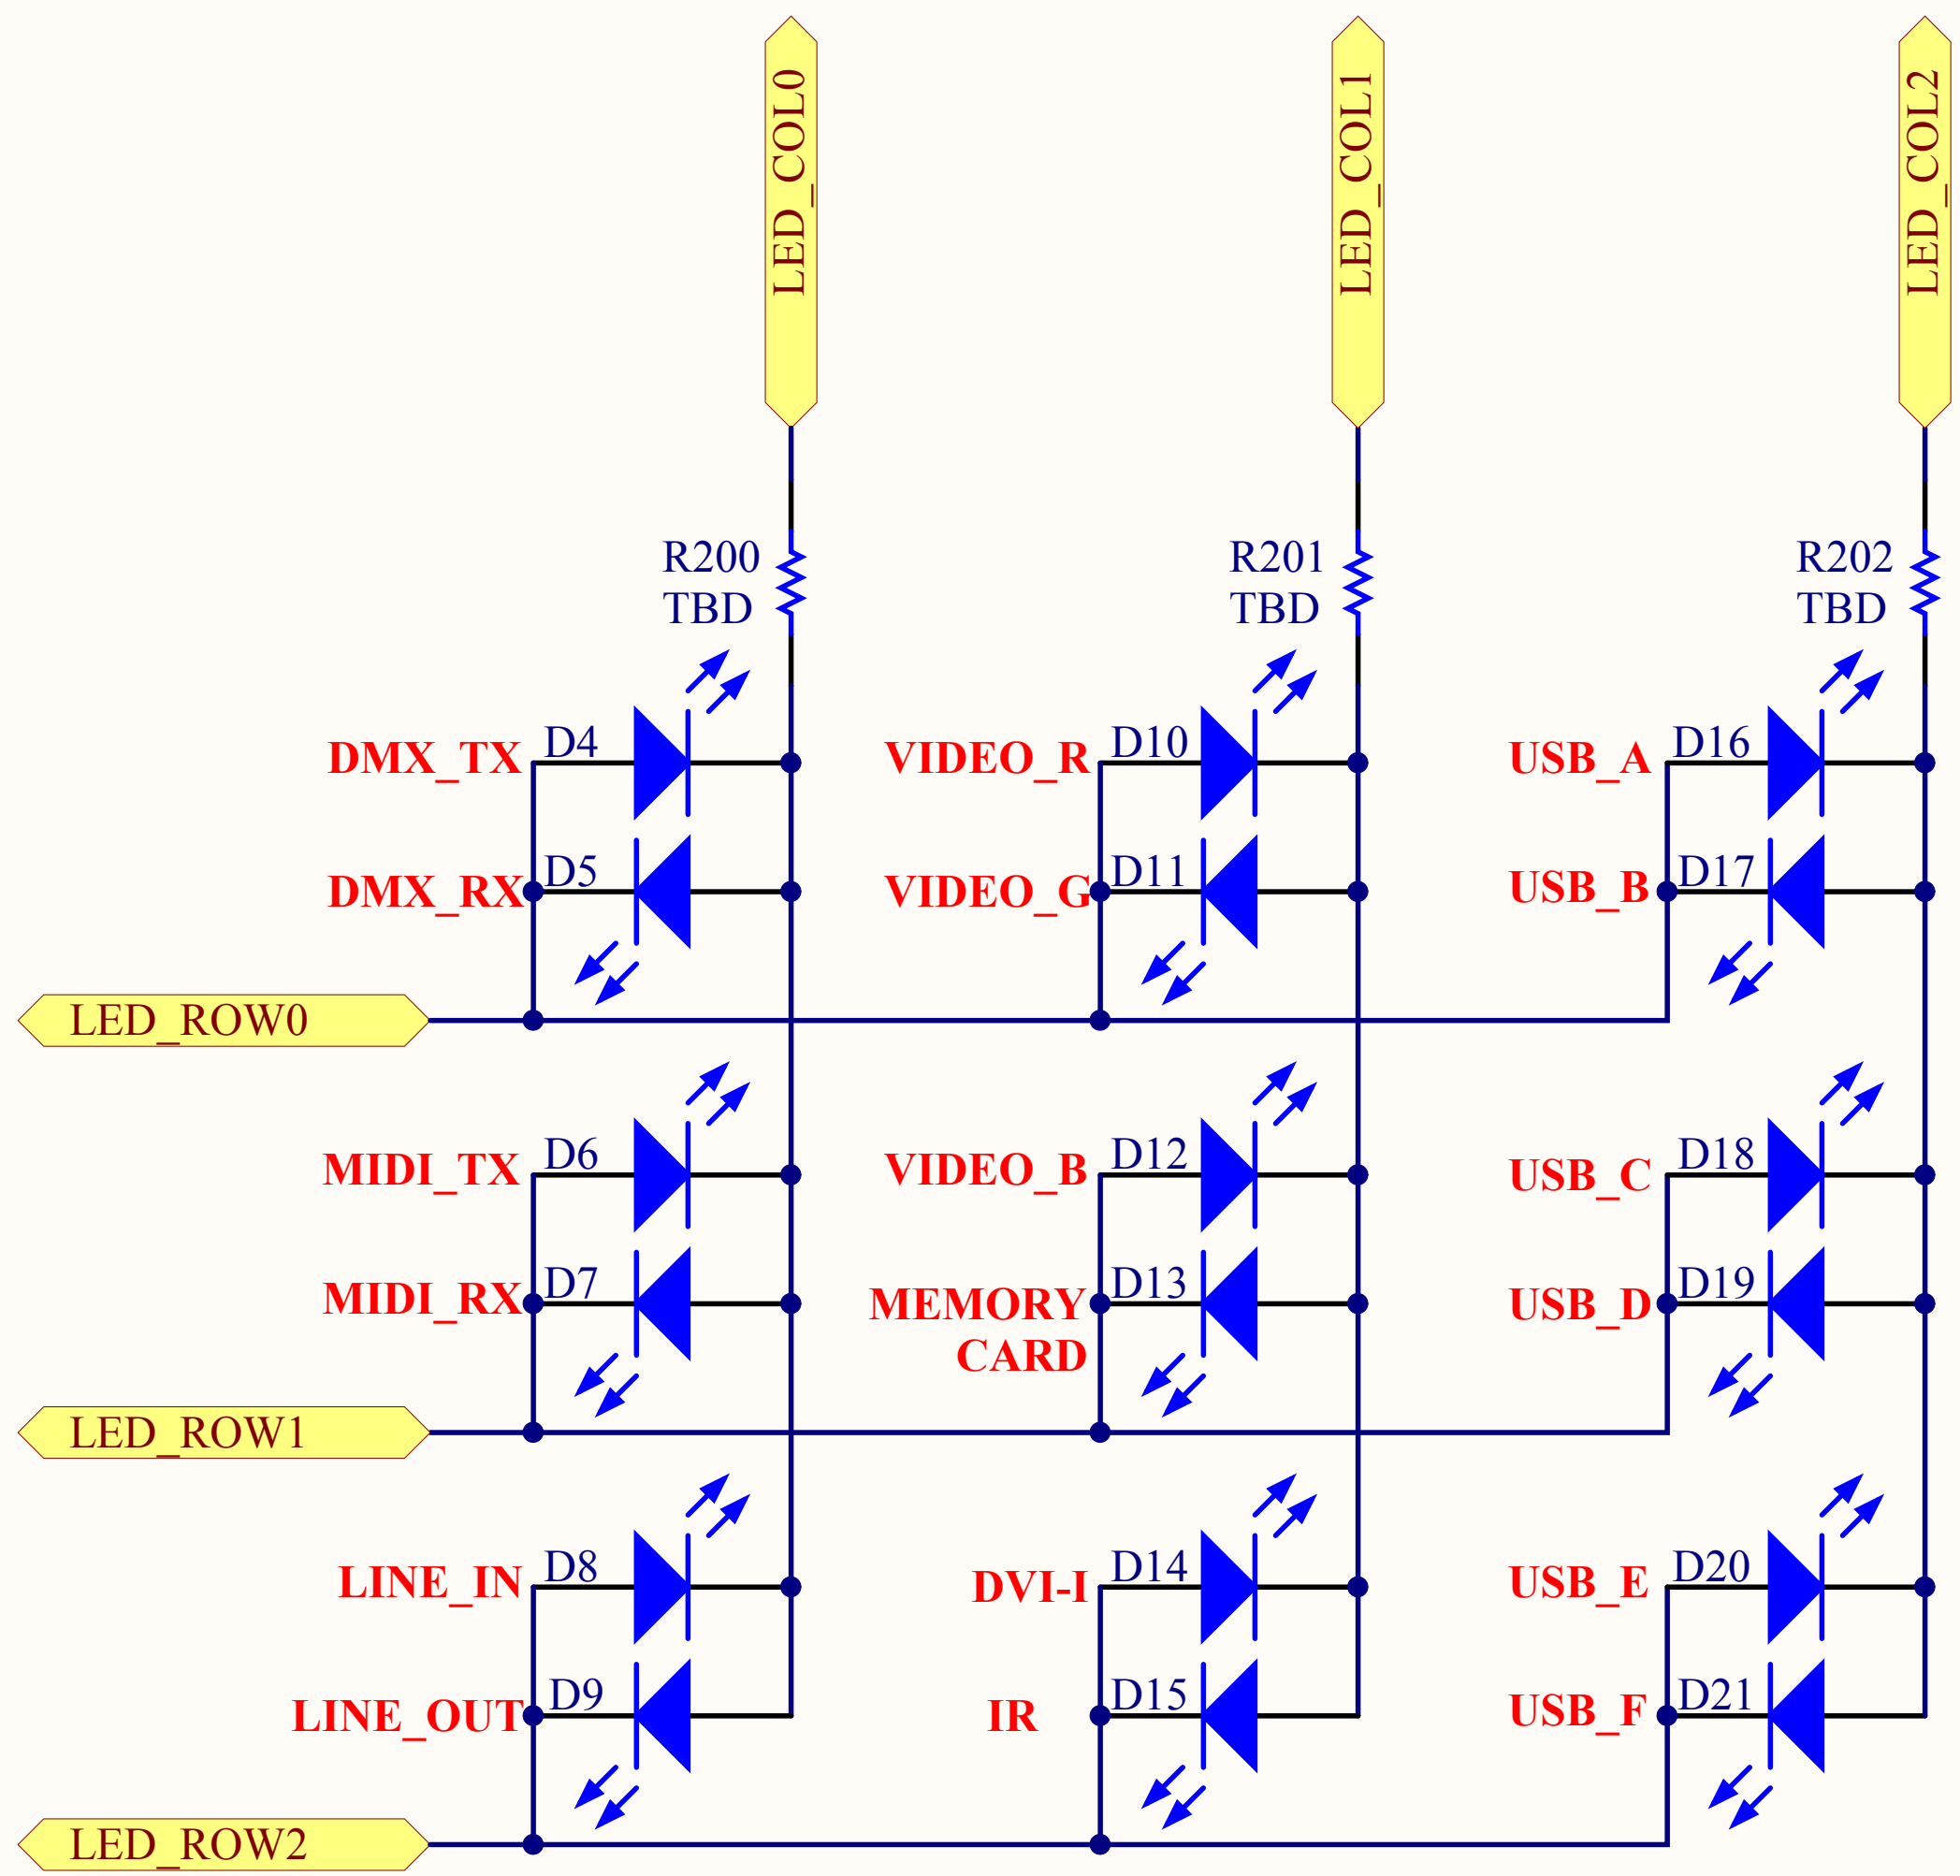 LED_COL0
LED_COL1
LED_COL2
R200
TBD
R201
TBD
R202
TBD
DMX_TX
D4
VIDEO_R
D10
USB_A
D16
DMX_RX
D5
VIDEO_G
D11
USB_B
D17
LED_ROW0
MIDI_TX
D6
VIDEO_B
D12
USB_C
D18
MIDI_RX
D7
MEMORY
CARD
D13
USB_D
D19
LED_ROW1
LINE_IN
D8
DVI-I
D14
USB_E
D20
LINE_OUT
D9
IR
D15
USB_F
D21
LED_ROW2